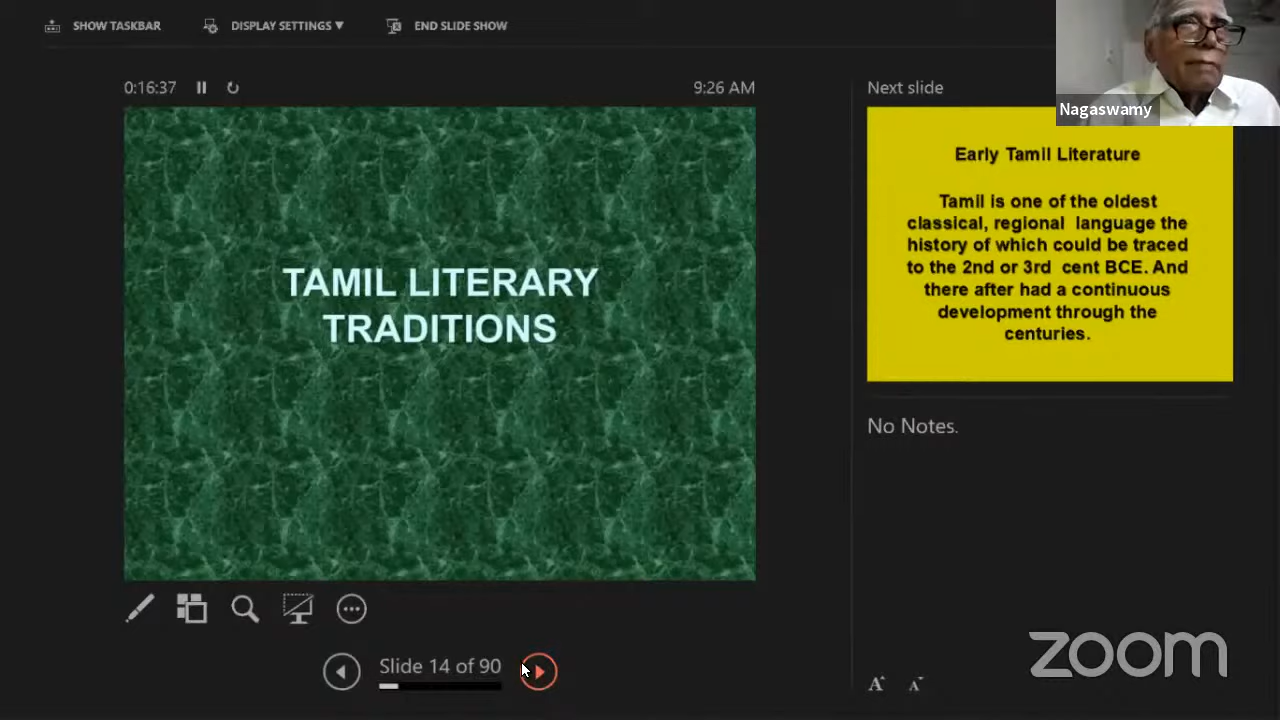 SHOW TASKBAR
DISPLAY SETTINGS ▼
END SLIDE SHOW
0:16:37
9:26 AM
Next slide
Nagaswamy
TAMIL LITERARY
TRADITIONS
Early Tamil Literature
Tamil is one of the oldest
classical, regional language the
history of which could be traced
to the 2nd or 3rd cent BCE. And
there after had a continuous
development through the
centuries.
No Notes.
Slide 14 of 90
A
A
zoom